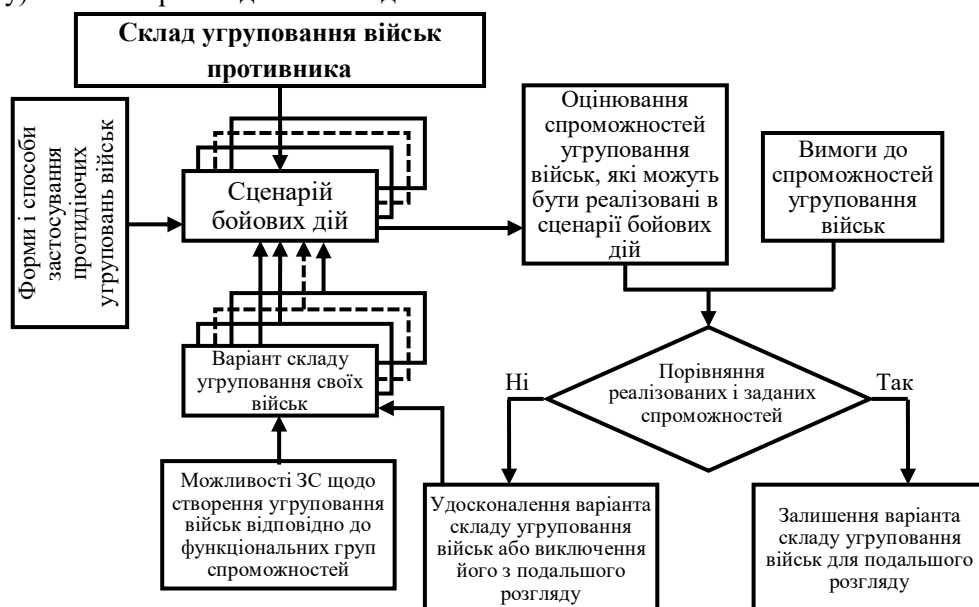 Склад угруповання військ
противника
Форми і способи
застосування
протидіючих
угруповань військ
Сценарій
бойових дій
Оцінювання
спроможностей
угруповання
військ, які можуть
бути реалізовані в
сценарії бойових
дій
Вимоги до
спроможностей
угруповання
військ
Варіант складу
угруповання своїх
військ
Ні
Порівняння
реалізованих і заданих
спроможностей
Так
Можливості ЗС щодо
створення угруповання
військ відповідно до
функціональних груп
спроможностей
Удосконалення варіанта
складу угруповання
військ або виключення
його з подальшого
розгляду
Залишення варіанта
складу угруповання
військ для подальшого
розгляду